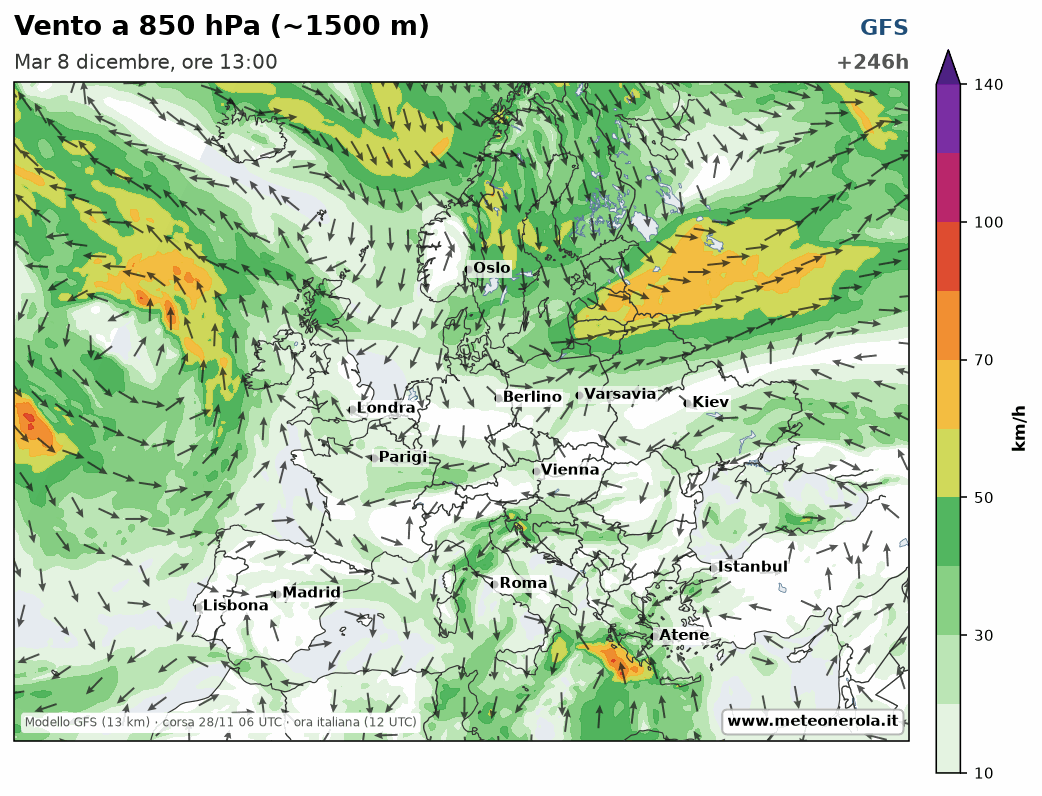 Vento a 850 hPa (~1500 m)
GFS
Mar 8 dicembre, ore 13:00
+246h
140
100
70
50
30
10
km/h
Oslo
Berlino
Varsavia
Kiev
Londra
Parigi
Vienna
Istanbul
Roma
Madrid
Lisbona
Atene
Modello GFS (13 km) · corsa 28/11 06 UTC · ora italiana (12 UTC)
www.meteonerola.it